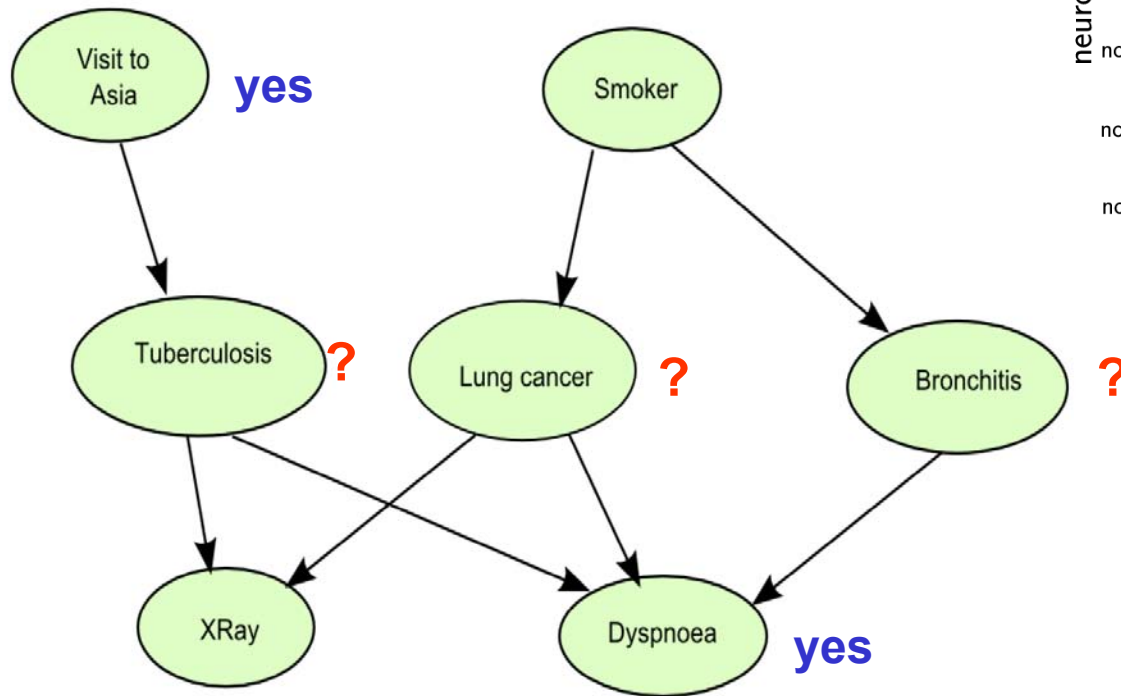 Visit to
Asia
yes
Smoker
Tuberculosis
?
Lung cancer
?
Bronchitis
?
XRay
Dyspnoea
yes